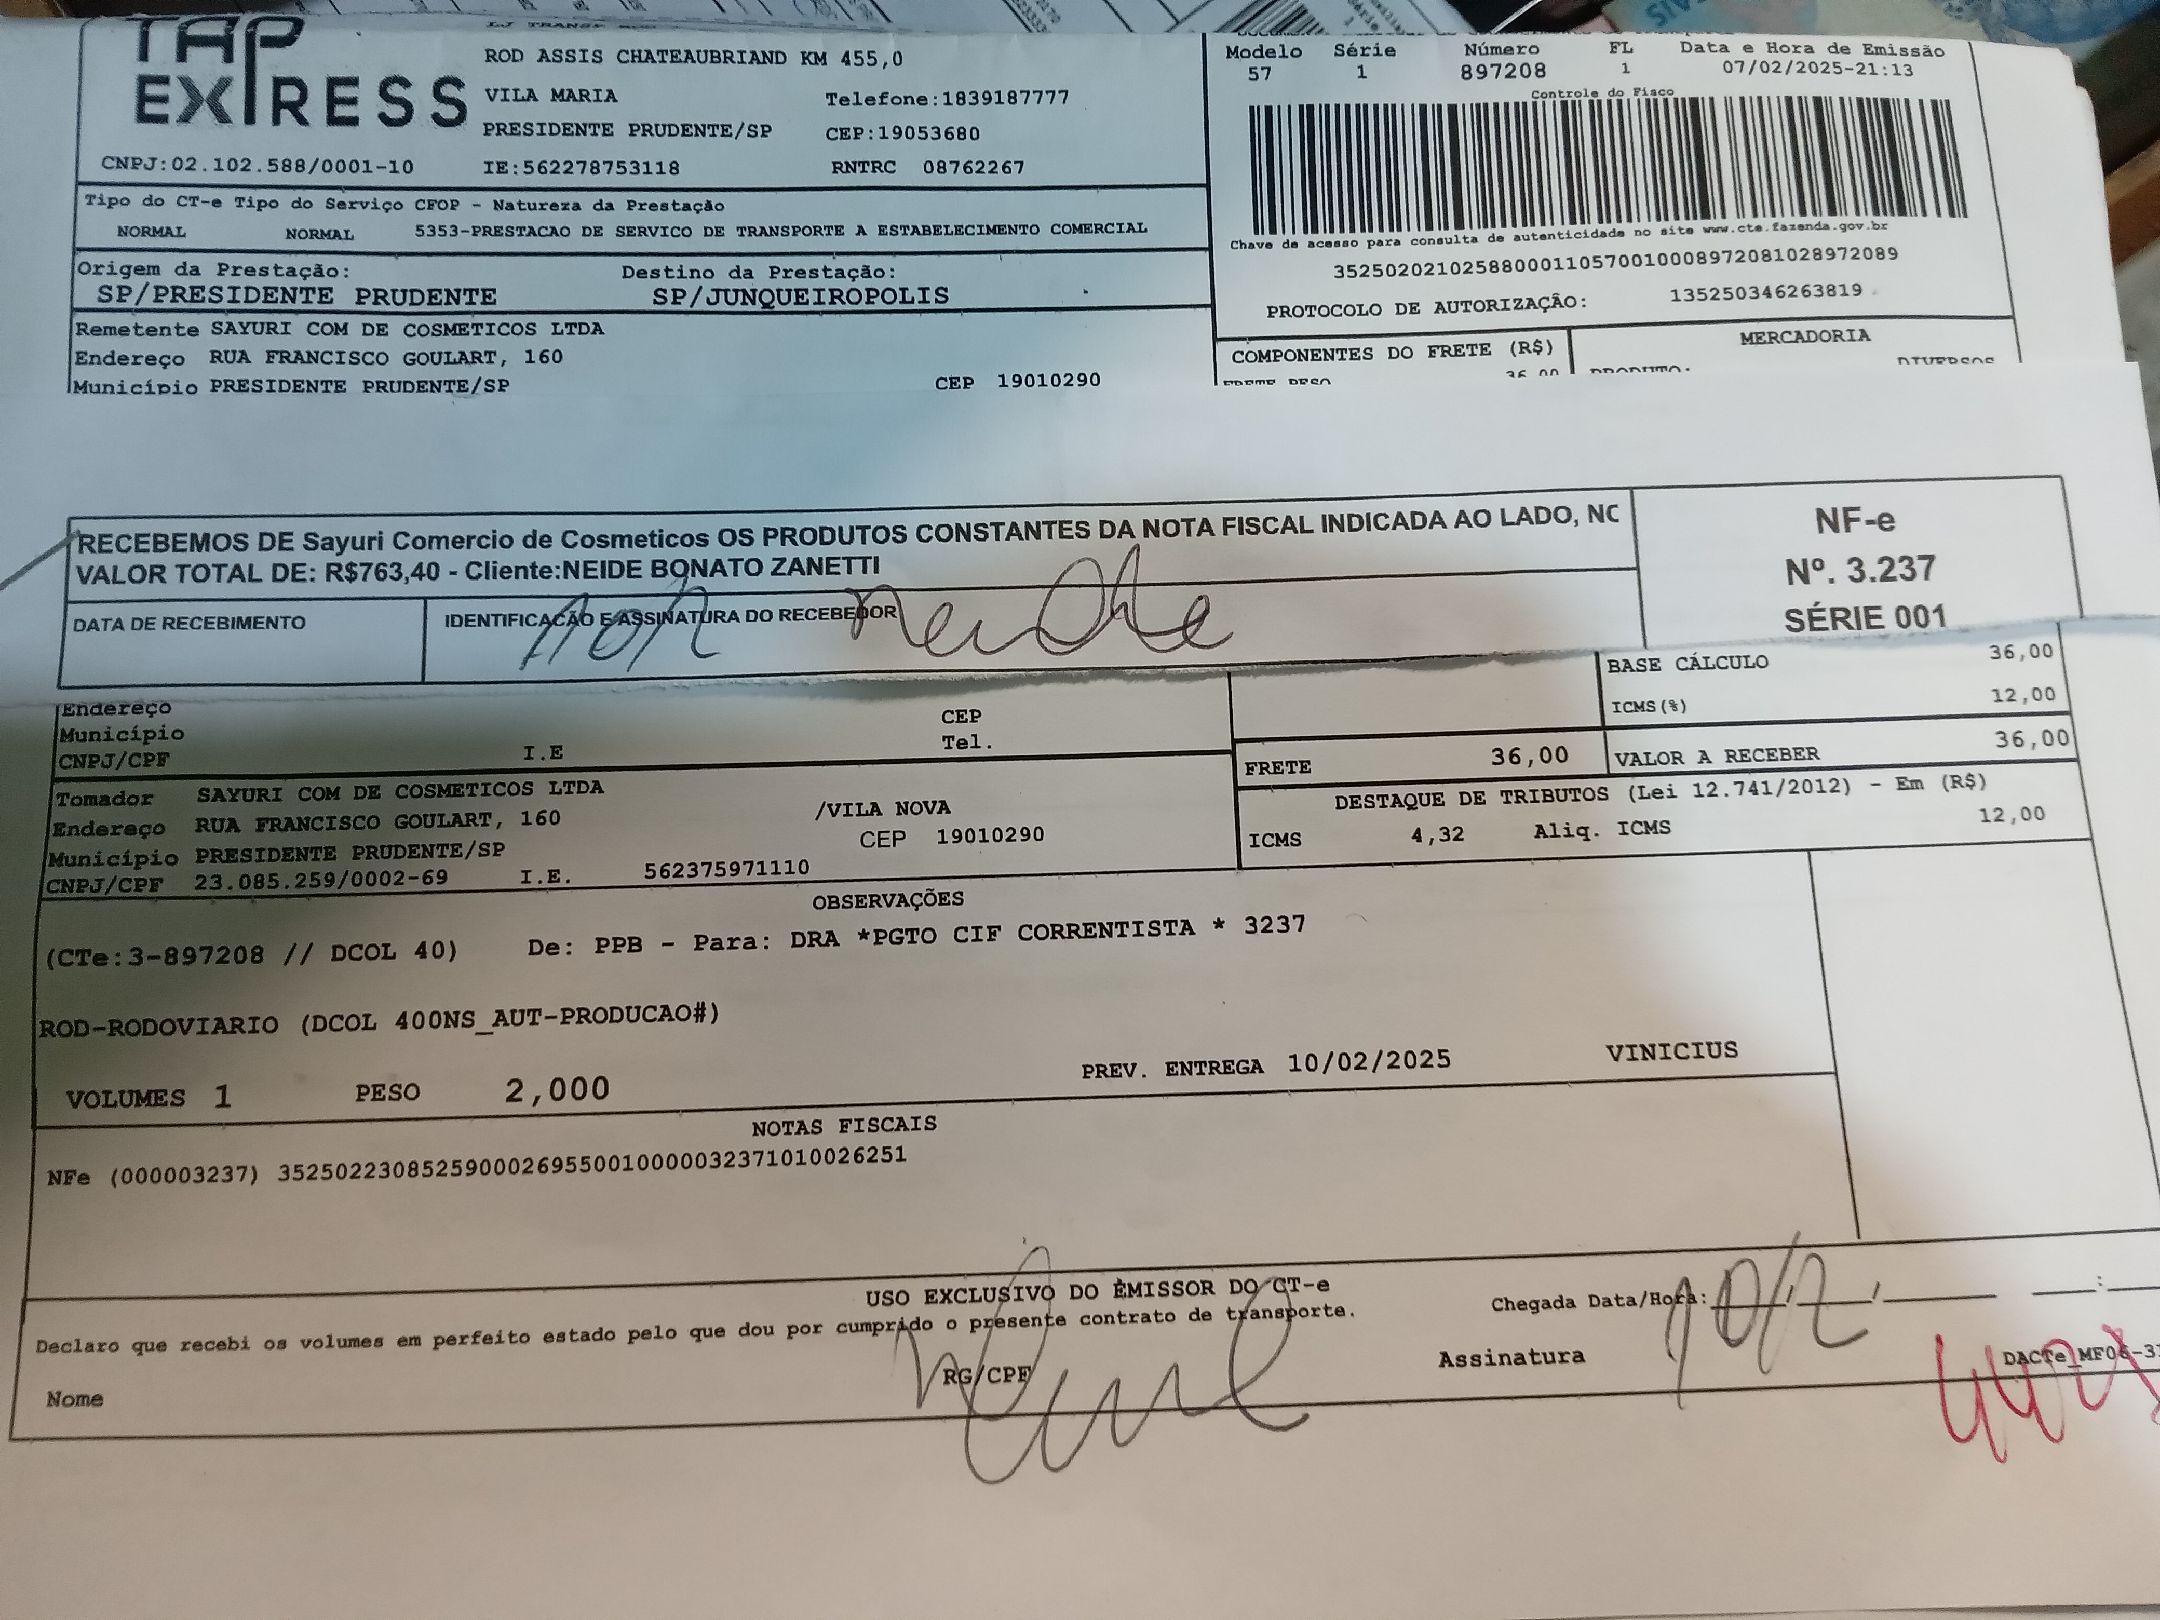 TAP
EXPRESS
ROD ASSIS CHATEAUBRIAND KM 455,0
VILA MARIA Telefone:1839187777
PRESIDENTE PRUDENTE/SP CEP:19053680
CNPJ:02.102.588/0001-10 IE:562278753118 RNTRC 08762267
Modelo Série Número FL Data e Hora de Emissão
57 1 897208 1 07/02/2025-21:13
Controle do Fisco
Chave de acesso para consulta de autenticidade no site www.cte.fazenda.gov.br
35250202102588000110570010008972081028972089
PROTOCOLO DE AUTORIZAÇÃO: 135250346263819
Tipo do CT-e Tipo do Serviço CFOP - Natureza da Prestação
NORMAL NORMAL 5353-PRESTACAO DE SERVICO DE TRANSPORTE A ESTABELECIMENTO COMERCIAL
Origem da Prestação: Destino da Prestação:
SP/PRESIDENTE PRUDENTE SP/JUNQUEIROPOLIS
Remetente SAYURI COM DE COSMETICOS LTDA
Endereço RUA FRANCISCO GOULART, 160
Município PRESIDENTE PRUDENTE/SP CEP 19010290
COMPONENTES DO FRETE (R$) MERCADORIA
FRETE PESO 36,00 PRODUTO: DIVERSOS
RECEBEMOS DE Sayuri Comercio de Cosmeticos OS PRODUTOS CONSTANTES DA NOTA FISCAL INDICADA AO LADO, NO
VALOR TOTAL DE: R$763,40 - Cliente:NEIDE BONATO ZANETTI
DATA DE RECEBIMENTO IDENTIFICAÇÃO E ASSINATURA DO RECEBEDOR
10/2 neide
NF-e
Nº. 3.237
SÉRIE 001
BASE CÁLCULO 36,00
ICMS(%) 12,00
Endereço
Município CEP
CNPJ/CPF I.E Tel.
FRETE 36,00 VALOR A RECEBER 36,00
Tomador SAYURI COM DE COSMETICOS LTDA
Endereço RUA FRANCISCO GOULART, 160 /VILA NOVA
Município PRESIDENTE PRUDENTE/SP CEP 19010290
CNPJ/CPF 23.085.259/0002-69 I.E. 562375971110
DESTAQUE DE TRIBUTOS (Lei 12.741/2012) - Em (R$)
ICMS 4,32 Aliq. ICMS 12,00
OBSERVAÇÕES
(CTe:3-897208 // DCOL 40) De: PPB - Para: DRA *PGTO CIF CORRENTISTA * 3237
ROD-RODOVIARIO (DCOL 400NS_AUT-PRODUCAO#)
VOLUMES 1 PESO 2,000 PREV. ENTREGA 10/02/2025 VINICIUS
NOTAS FISCAIS
NFe (000003237) 35250223085259000269550010000032371010026251
USO EXCLUSIVO DO EMISSOR DO CT-e
Declaro que recebi os volumes em perfeito estado pelo que dou por cumprido o presente contrato de transporte.
Chegada Data/Hora: 10/2
Nome RG/CPF Assinatura
DACTe_MF06-3